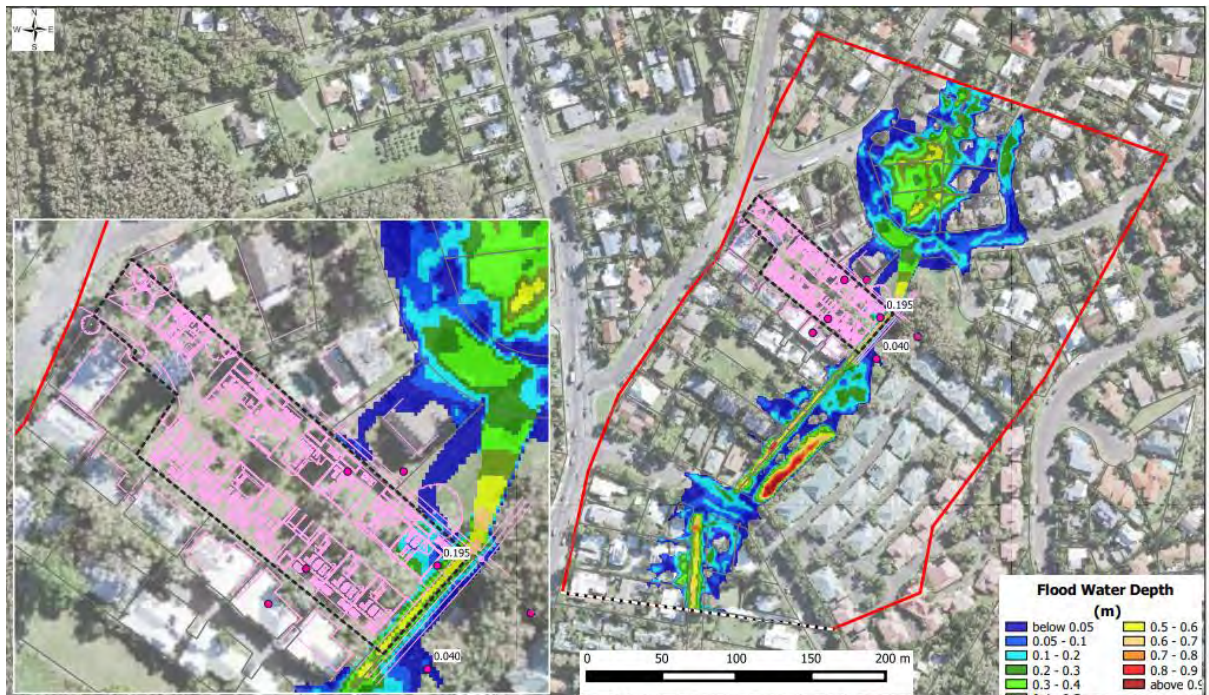 N
W E
S
0.195
0.040
0.195
0.040
Flood Water Depth
(m)
below 0.05
0.05 - 0.1
0.1 - 0.2
0.2 - 0.3
0.3 - 0.4
0.5 - 0.6
0.6 - 0.7
0.7 - 0.8
0.8 - 0.9
above 0.9
0 50 100 150 200 m